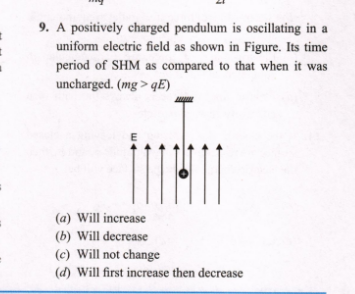 9. A positively charged pendulum is oscillating in a
uniform electric field as shown in Figure. Its time
period of SHM as compared to that when it was
uncharged. (mg > qE)
E
+
(a) Will increase
(b) Will decrease
(c) Will not change
(d) Will first increase then decrease